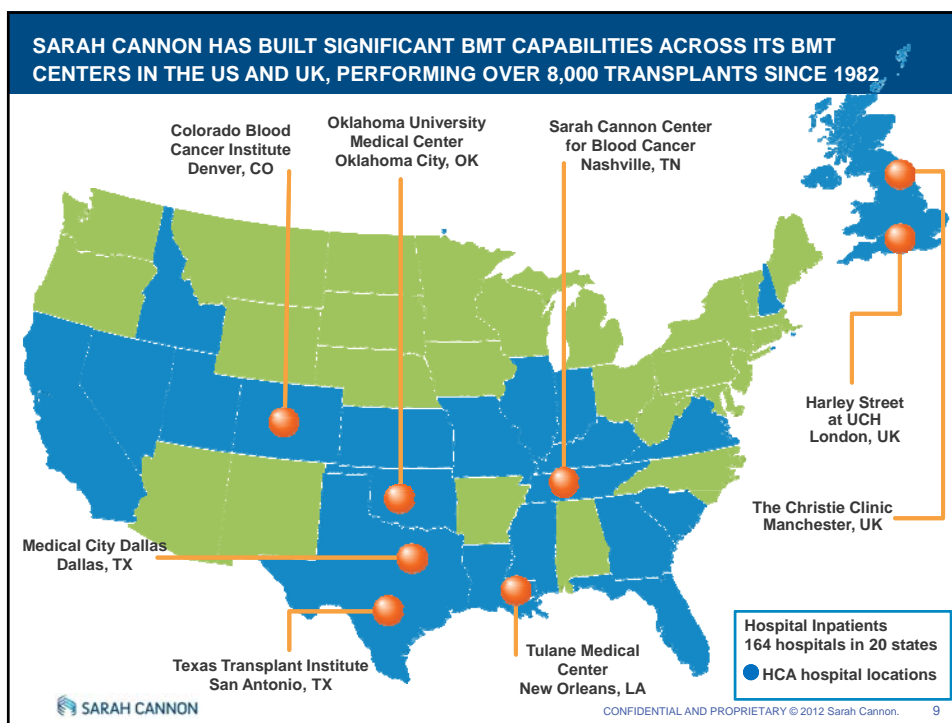 SARAH CANNON HAS BUILT SIGNIFICANT BMT CAPABILITIES ACROSS ITS BMT
CENTERS IN THE US AND UK, PERFORMING OVER 8,000 TRANSPLANTS SINCE 1982
Colorado Blood
Cancer Institute
Denver, CO
Oklahoma University
Medical Center
Oklahoma City, OK
Sarah Cannon Center
for Blood Cancer
Nashville, TN
Harley Street
at UCH
London, UK
The Christie Clinic
Manchester, UK
Medical City Dallas
Dallas, TX
Texas Transplant Institute
San Antonio, TX
Tulane Medical
Center
New Orleans, LA
Hospital Inpatients
164 hospitals in 20 states
HCA hospital locations
SARAH CANNON
CONFIDENTIAL AND PROPRIETARY © 2012 Sarah Cannon. 9